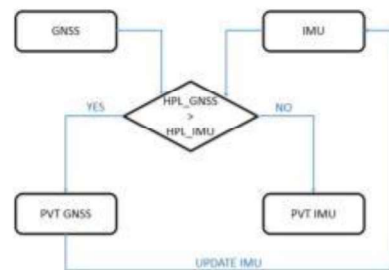 GNSS
IMU
HPL_GNSS
>
HPL_IMU
YES
NO
PVT GNSS
PVT IMU
UPDATE IMU